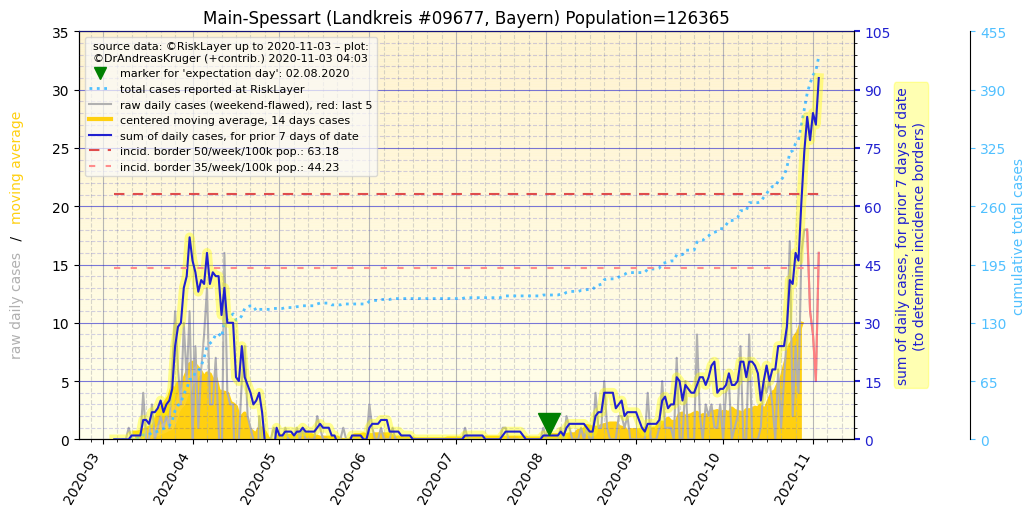 Main-Spessart (Landkreis #09677, Bayern) Population=126365
source data: ©RiskLayer up to 2020-11-03 – plot:
©DrAndreasKruger (+contrib.) 2020-11-03 04:03
marker for 'expectation day': 02.08.2020
total cases reported at RiskLayer
raw daily cases (weekend-flawed), red: last 5
centered moving average, 14 days cases
sum of daily cases, for prior 7 days of date
incid. border 50/week/100k pop.: 63.18
incid. border 35/week/100k pop.: 44.23
raw daily cases / moving average
35
30
25
20
15
10
5
0
2020-03
2020-04
2020-05
2020-06
2020-07
2020-08
2020-09
2020-10
2020-11
105
90
75
60
45
30
15
0
sum of daily cases, for prior 7 days of date
(to determine incidence borders)
455
390
325
260
195
130
65
0
cumulative total cases